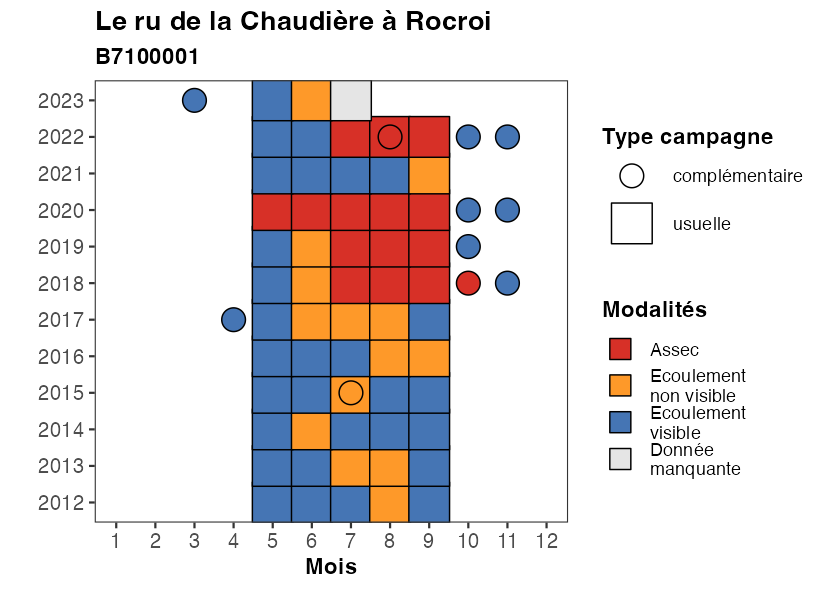 Le ru de la Chaudière à Rocroi
B7100001
2023
2022
2021
2020
2019
2018
2017
2016
2015
2014
2013
2012
1 2 3 4 5 6 7 8 9 10 11 12
Mois
Type campagne
complémentaire
usuelle
Modalités
Assec
Ecoulement
non visible
Ecoulement
visible
Donnée
manquante